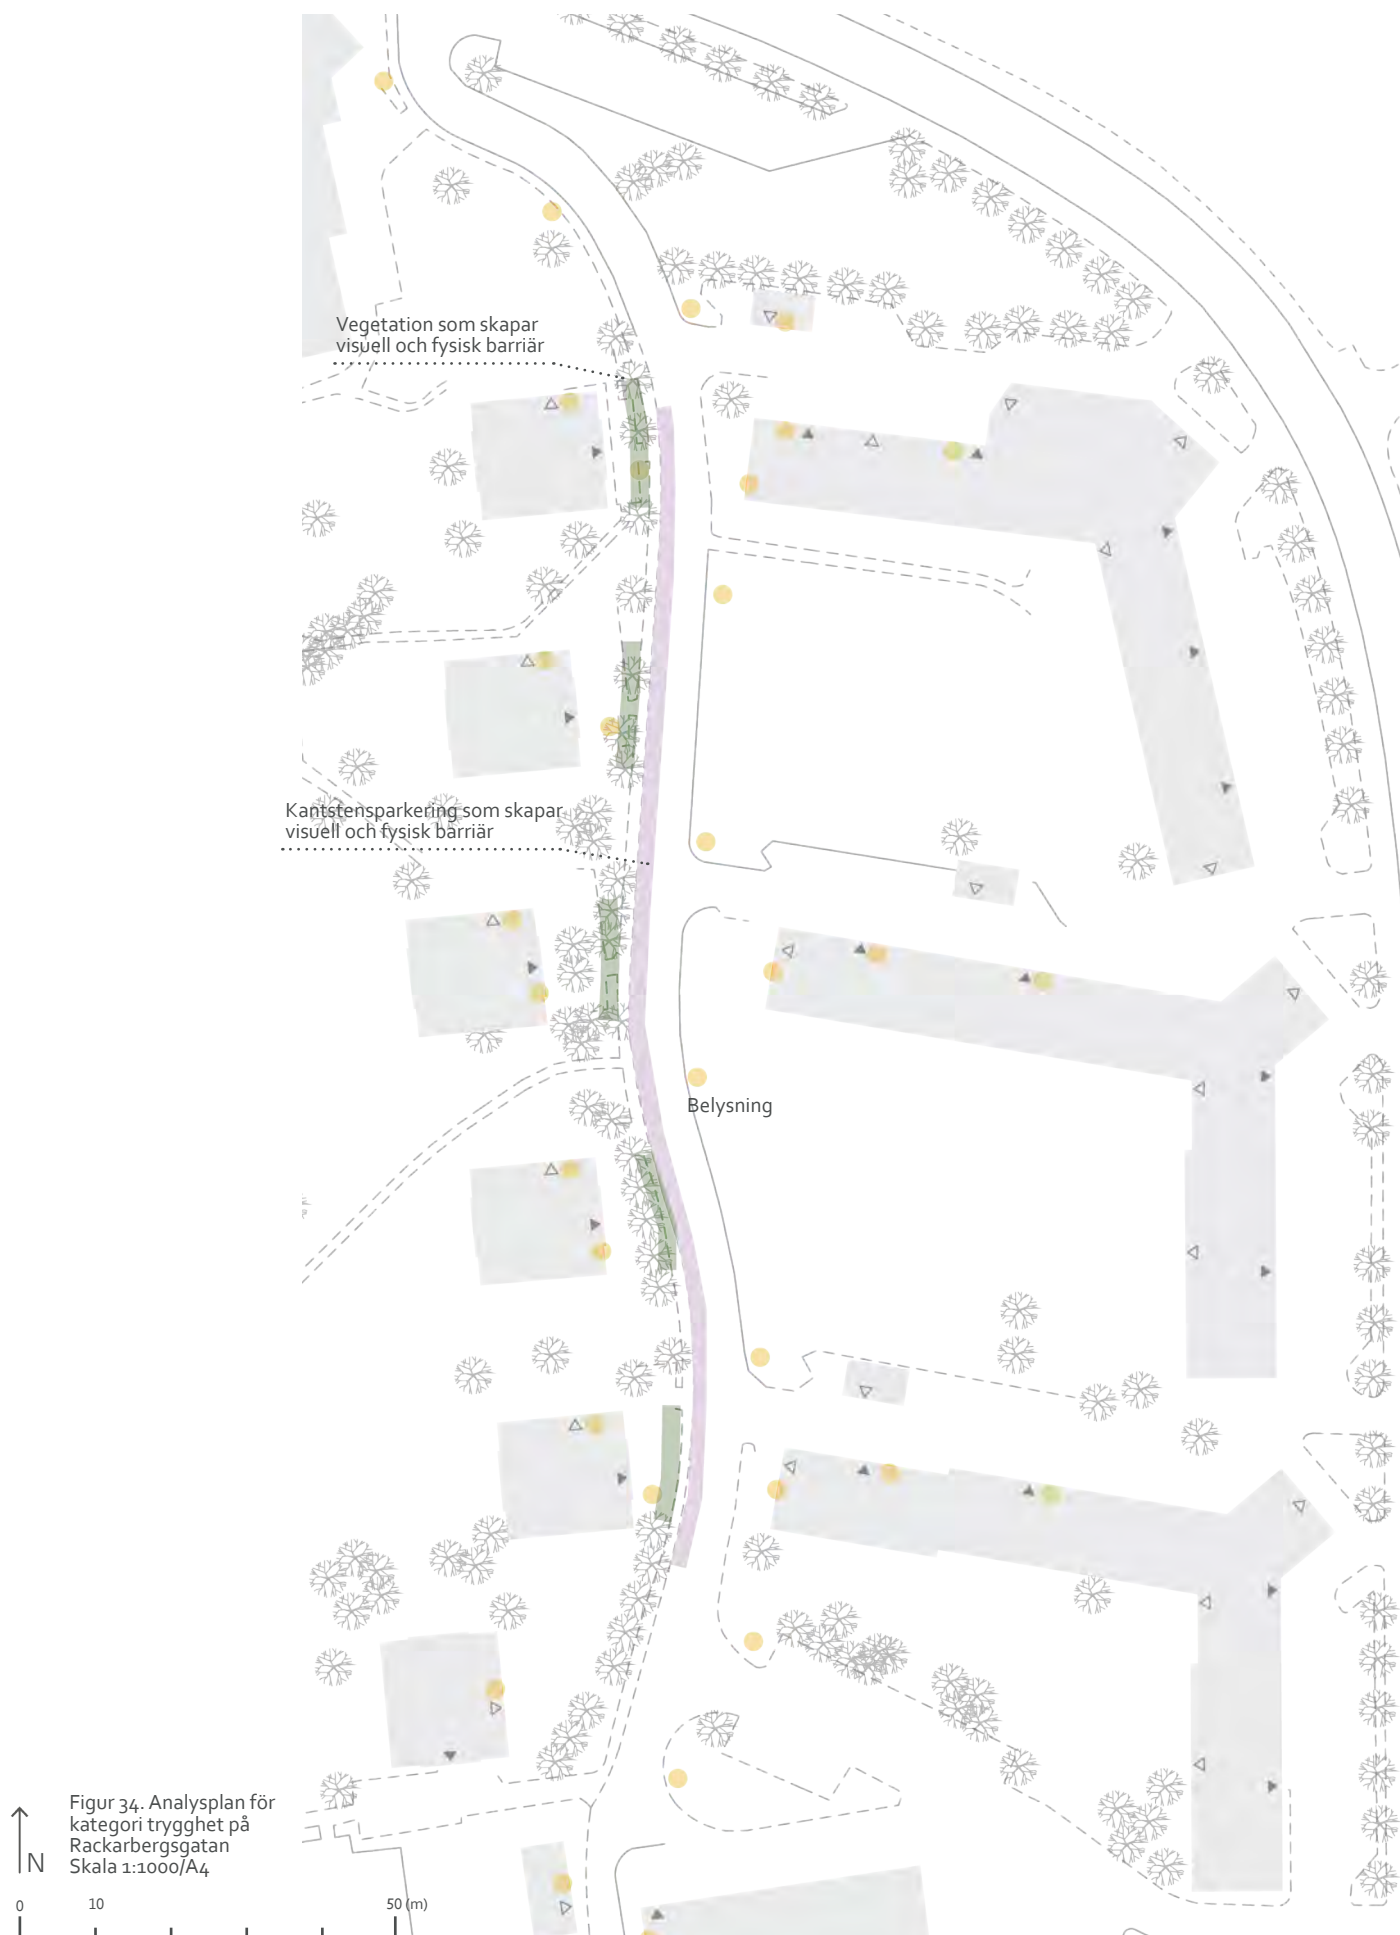 Vegetation som skapar
visuell och fysisk barriär
Kantstensparkering som skapar
visuell och fysisk barriär
Belysning
Figur 34. Analysplan för
kategori trygghet på
Rackarbergsgatan
Skala 1:1000/A4
N
0 10 50 (m)